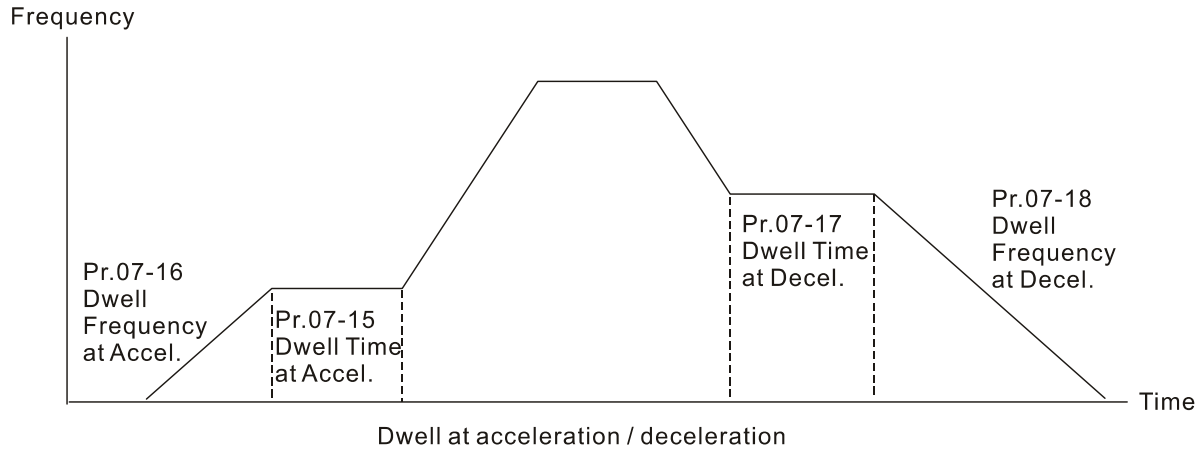 Frequency
Pr.07-16
Dwell
Frequency
at Accel.
Pr.07-15
Dwell Time
at Accel.
Pr.07-17
Dwell Time
at Decel.
Pr.07-18
Dwell
Frequency
at Decel.
Time
Dwell at acceleration / deceleration